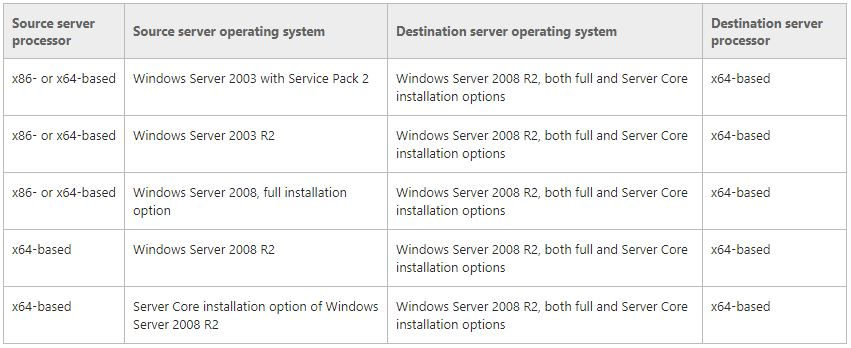 Source server processor
Source server operating system
Destination server operating system
Destination server processor
x86- or x64-based
Windows Server 2003 with Service Pack 2
Windows Server 2008 R2, both full and Server Core
installation options
x64-based
x86- or x64-based
Windows Server 2003 R2
Windows Server 2008 R2, both full and Server Core
installation options
x64-based
x86- or x64-based
Windows Server 2008, full installation
option
Windows Server 2008 R2, both full and Server Core
installation options
x64-based
x64-based
Windows Server 2008 R2
Windows Server 2008 R2, both full and Server Core
installation options
x64-based
x64-based
Server Core installation option of Windows
Server 2008 R2
Windows Server 2008 R2, both full and Server Core
installation options
x64-based